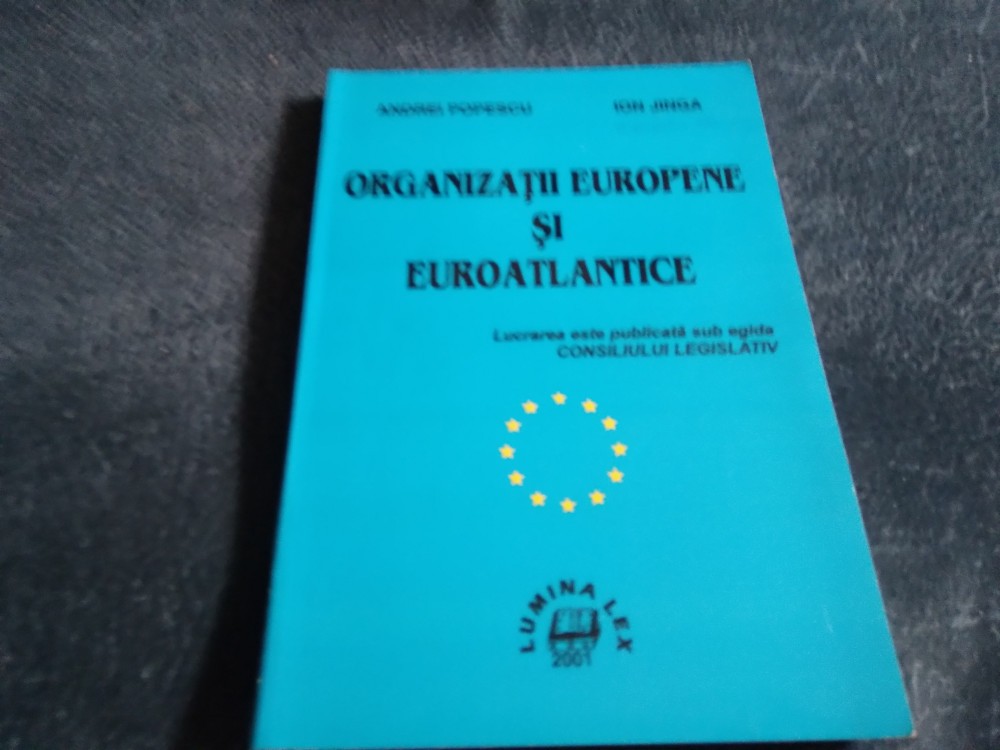 ANDREI POPESCU ION JINGA
ORGANIZAŢII EUROPENE
ŞI
EUROATLANTICE
Lucrarea este publicată sub egida
CONSILIULUI LEGISLATIV
LUMINA LEX
2001